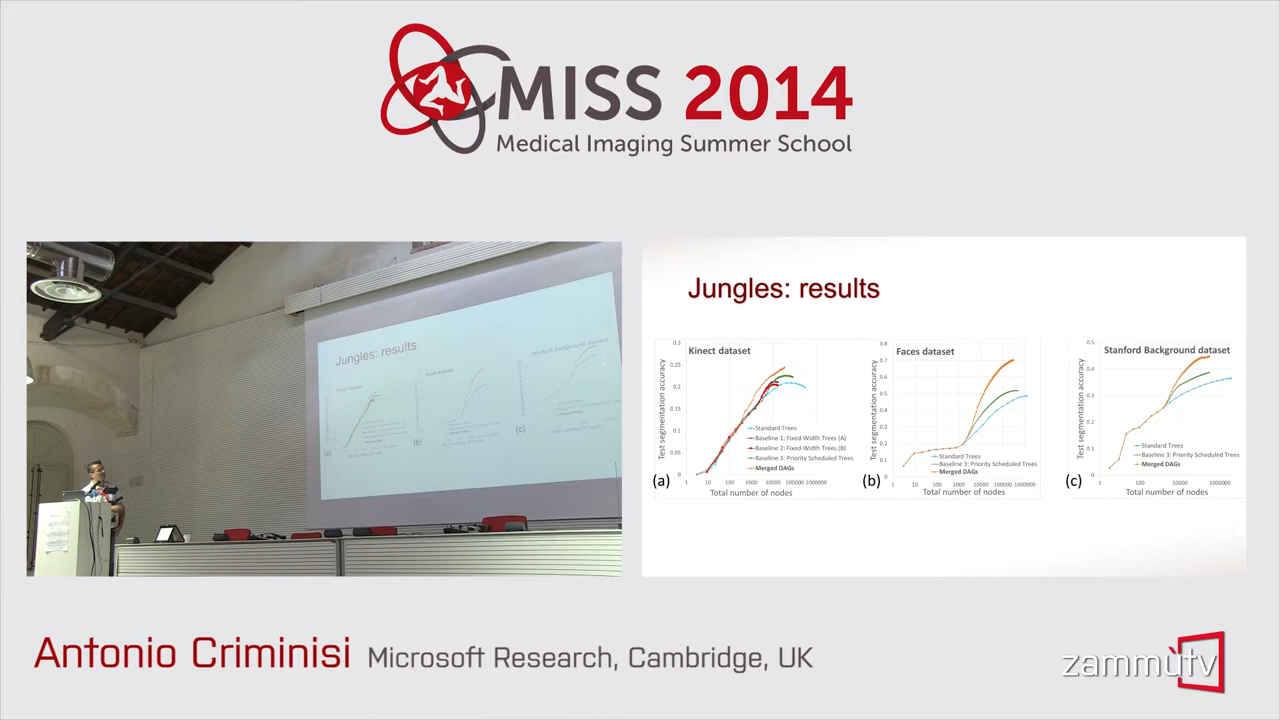 MISS 2014
Medical Imaging Summer School
Jungles: results
(a)
(b)
(c)
Jungles: results
Kinect dataset
Test segmentation accuracy
0.3
0.25
0.2
0.15
0.1
0.05
0
1 10 100 1000 10000 100000 1000000
Total number of nodes
Standard Trees
Baseline 1: Fixed-Width Trees (A)
Baseline 2: Fixed-Width Trees (B)
Baseline 3: Priority Scheduled Trees
Merged DAGs
(a)
Faces dataset
Test segmentation accuracy
0.8
0.7
0.6
0.5
0.4
0.3
0.2
0.1
0
1 10 100 1000 10000 100000 1000000
Total number of nodes
Standard Trees
Baseline 3: Priority Scheduled Trees
Merged DAGs
(b)
Stanford Background dataset
Test segmentation accuracy
0.5
0.4
0.3
0.2
0.1
0
1 100 10000 1000000
Total number of nodes
Standard Trees
Baseline 3: Priority Scheduled Trees
Merged DAGs
(c)
Antonio Criminisi Microsoft Research, Cambridge, UK
zammùtv